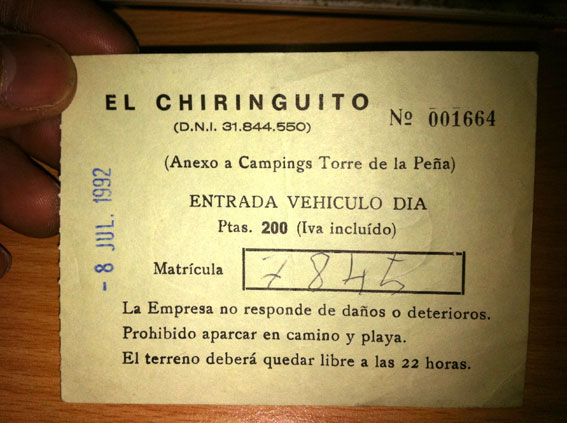 EL CHIRINGUITO
(D.N.I. 31.844.550)
Nº 001664
(Anexo a Campings Torre de la Peña)
ENTRADA VEHICULO DIA
Ptas. 200 (Iva incluído)
Matrícula 7845
La Empresa no responde de daños o deterioros.
Prohibido aparcar en camino y playa.
El terreno deberá quedar libre a las 22 horas.
- 8 JUL. 1992